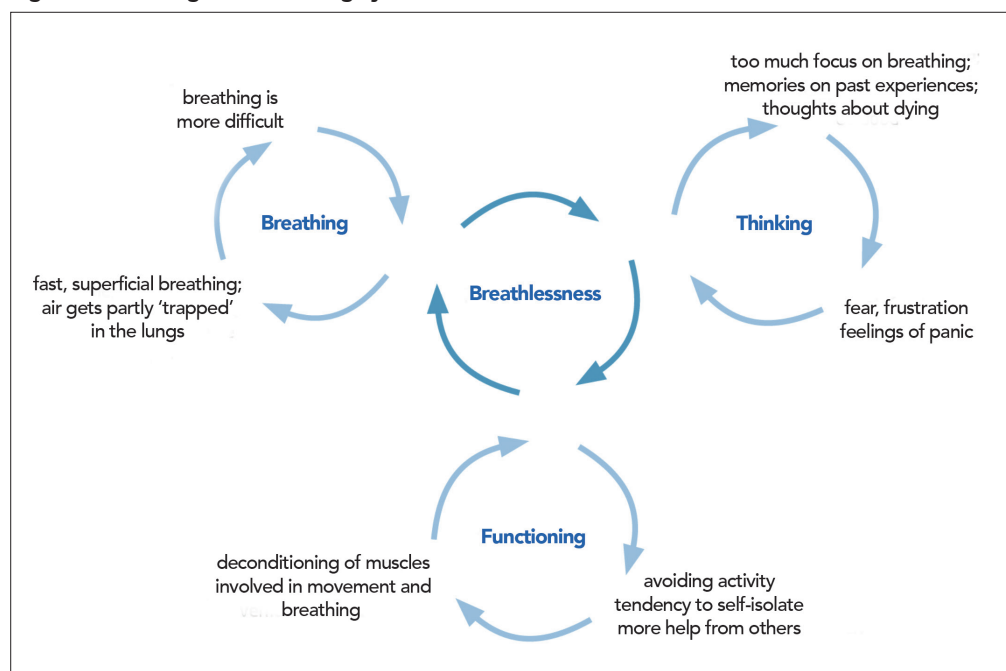 breathing is
more difficult
Breathing
fast, superficial breathing;
air gets partly ‘trapped’
in the lungs
Breathlessness
too much focus on breathing;
memories on past experiences;
thoughts about dying
Thinking
fear, frustration
feelings of panic
Functioning
deconditioning of muscles
involved in movement and
breathing
avoiding activity
tendency to self-isolate
more help from others